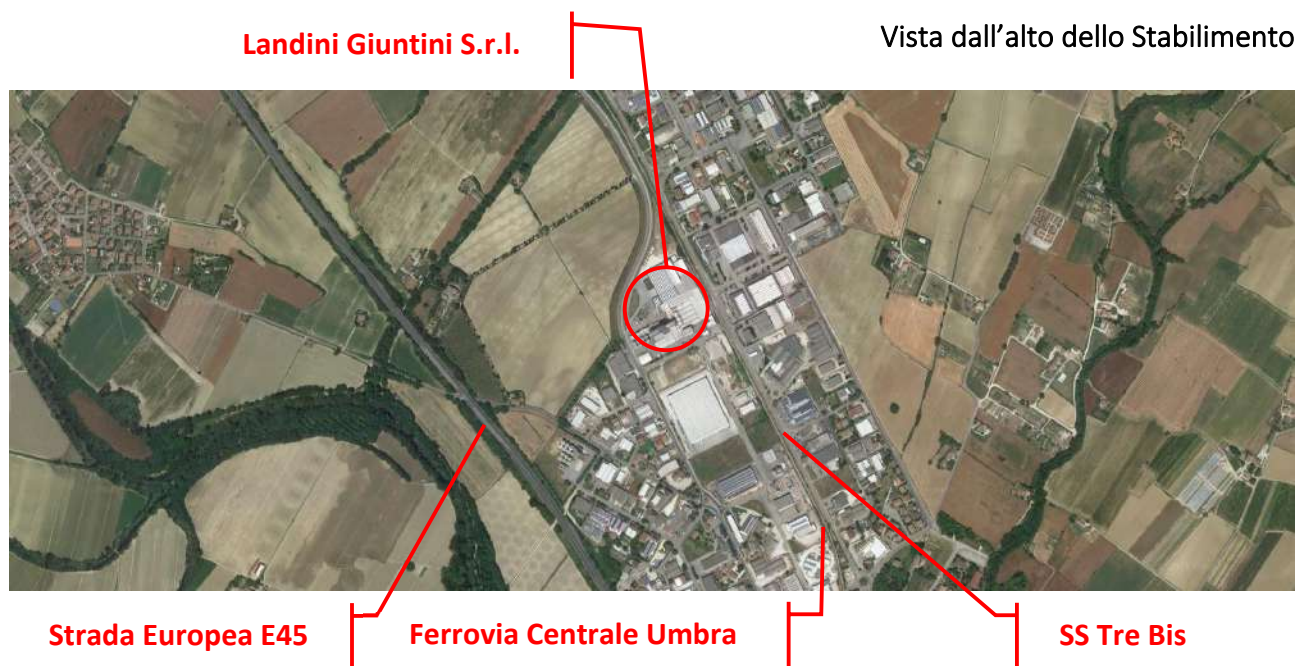 Landini Giuntini S.r.l.
Vista dall'alto dello Stabilimento
Strada Europea E45
Ferrovia Centrale Umbra
SS Tre Bis